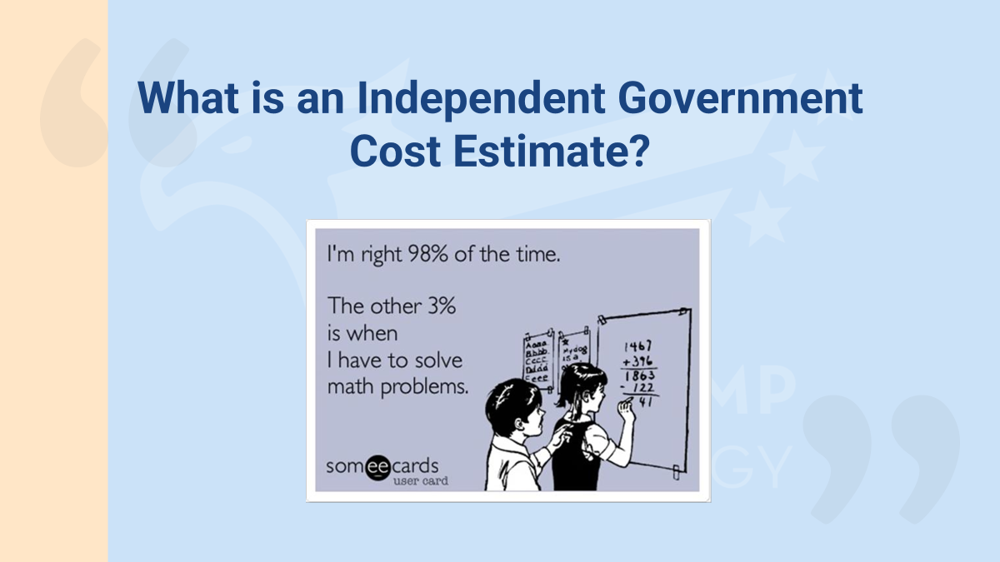 What is an Independent Government
Cost Estimate?
I'm right 98% of the time.
The other 3%
is when
I have to solve
math problems.
Aaaa
Bbbb
Cccc
Dddd
Eeee
My dog
is a
1467
+396
1863
- 122
41
someecards
user card
MP
GY